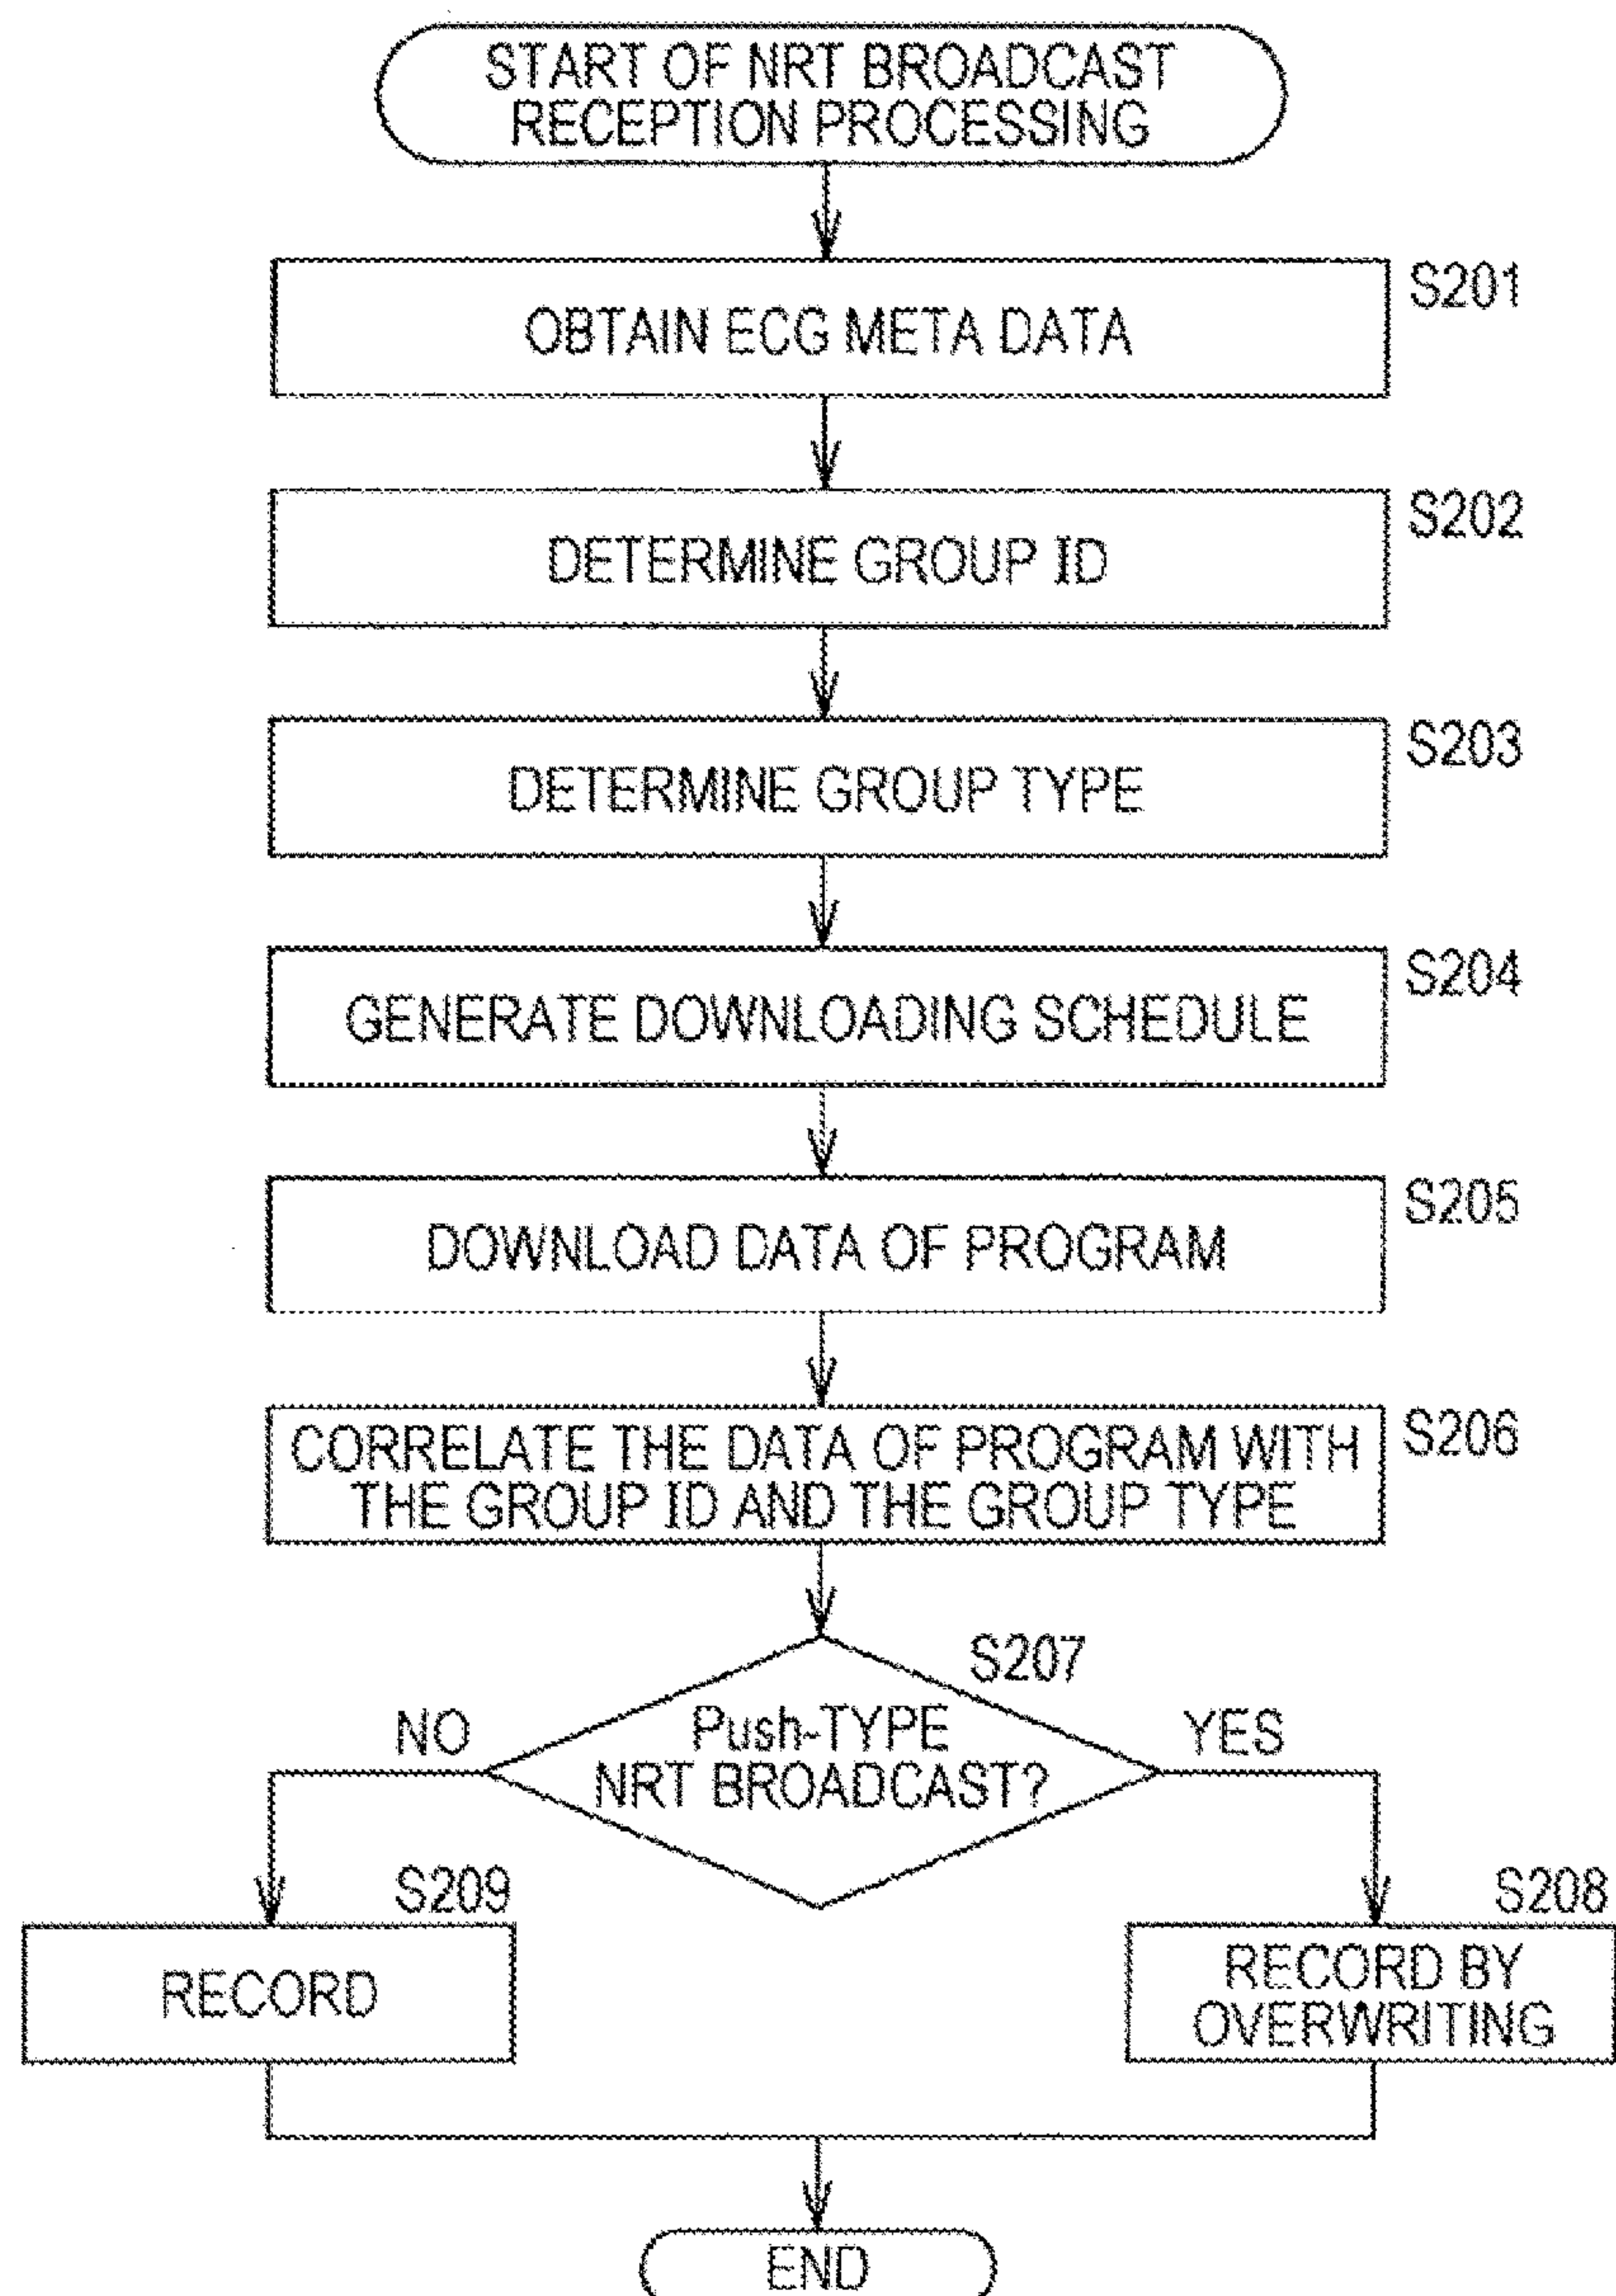 START OF NRT BROADCAST
RECEPTION PROCESSING
S201
OBTAIN ECG META DATA
S202
DETERMINE GROUP ID
S203
DETERMINE GROUP TYPE
S204
GENERATE DOWNLOADING SCHEDULE
S205
DOWNLOAD DATA OF PROGRAM
S206
CORRELATE THE DATA OF PROGRAM WITH
THE GROUP ID AND THE GROUP TYPE
S207
NO
Push-TYPE
NRT BROADCAST?
YES
S209
RECORD
S208
RECORD BY
OVERWRITING
END